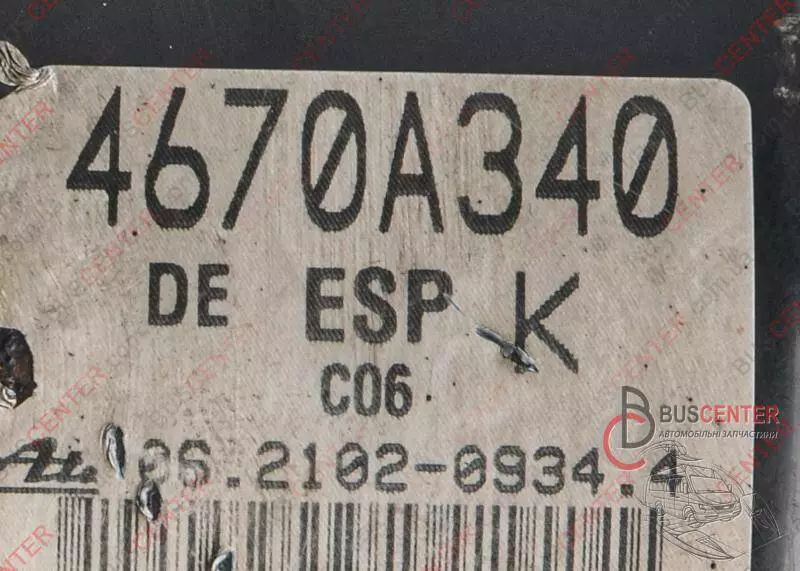 4670A340
DE ESP K
C06
Ate 06.2102-0934.4
BUSCENTER
АВТОМОБІЛЬНІ ЗАПЧАСТИНИ